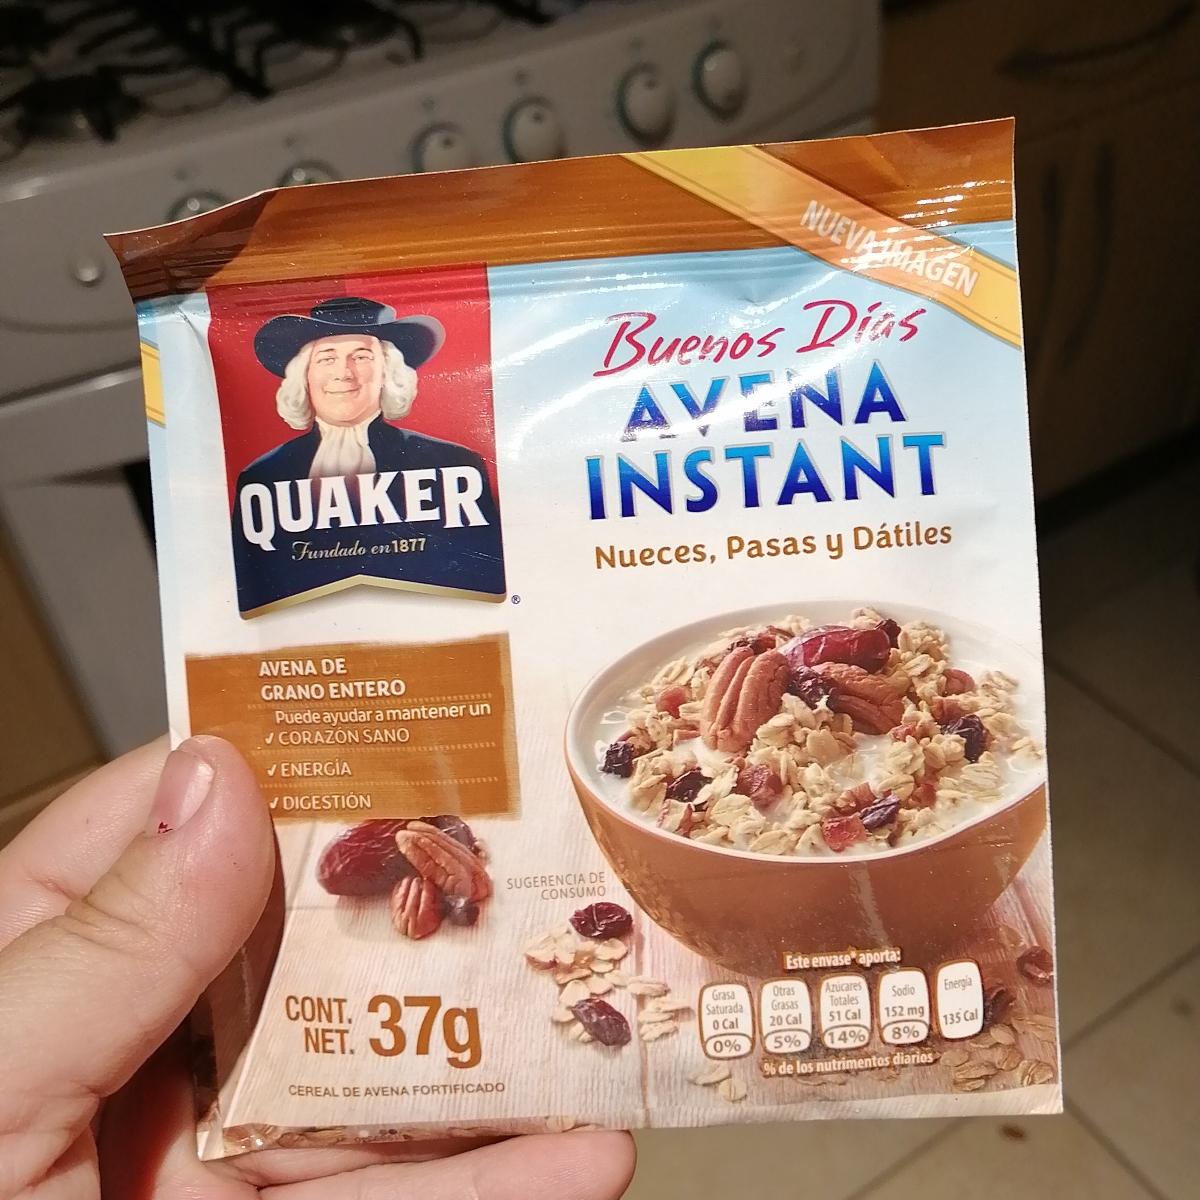 NUEVA IMAGEN
QUAKER
Fundado en 1877
®
Buenos Días
AVENA
INSTANT
Nueces, Pasas y Dátiles
AVENA DE
GRANO ENTERO
Puede ayudar a mantener un
✓ CORAZÓN SANO
✓ ENERGÍA
✓ DIGESTIÓN
SUGERENCIA DE
CONSUMO
CONT.
NET. 37g
CEREAL DE AVENA FORTIFICADO
Este envase* aporta:
Grasa
Saturada
0 Cal
0%
Otras
Grasas
20 Cal
5%
Azúcares
Totales
51 Cal
14%
Sodio
152 mg
8%
Energía
135 Cal
% de los nutrimentos diarios